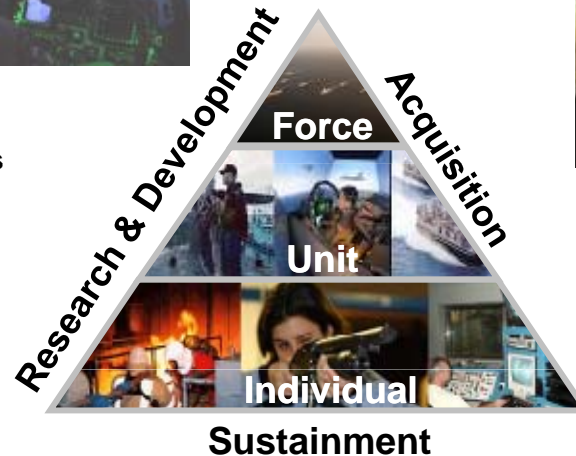 Research & Development
Acquisition
Force
Unit
Individual
Sustainment